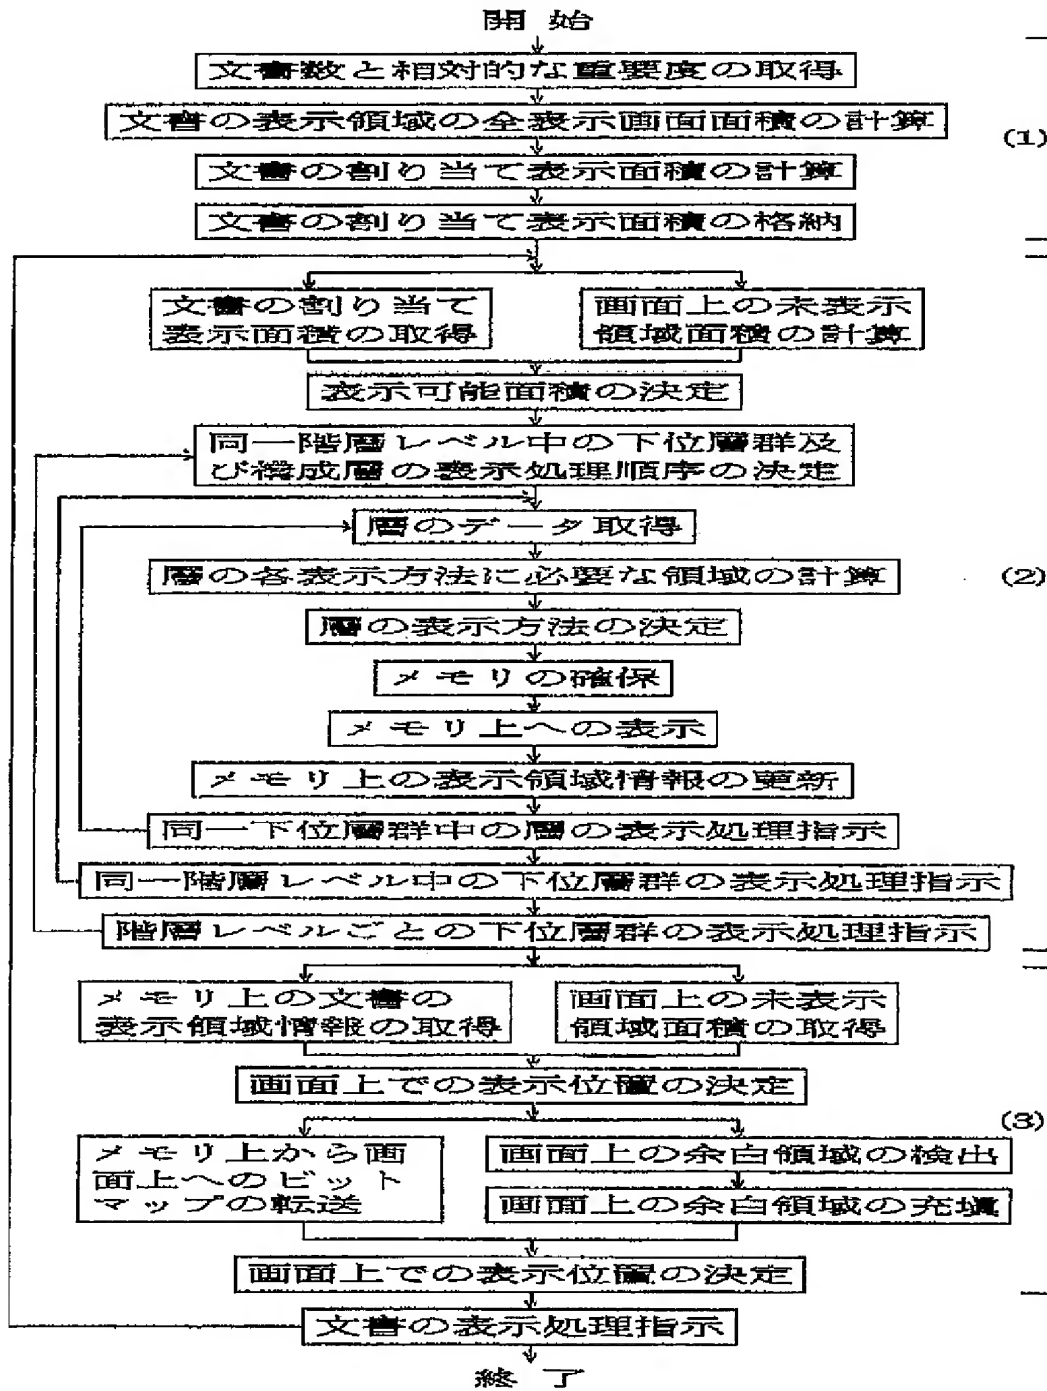 開始
文書数と相対的な重要度の取得
文書の表示領域の全表示画面面積の計算
(1)
文書の割り当て表示面積の計算
文書の割り当て表示面積の格納
文書の割り当て
表示面積の取得
画面上の未表示
領域面積の計算
表示可能面積の決定
同一階層レベル中の下位層群及
び構成層の表示処理順序の決定
層のデータ取得
層の各表示方法に必要な領域の計算
(2)
層の表示方法の決定
メモリの確保
メモリ上への表示
メモリ上の表示領域情報の更新
同一下位層群中の層の表示処理指示
同一階層レベル中の下位層群の表示処理指示
階層レベルごとの下位層群の表示処理指示
メモリ上の文書の
表示領域情報の取得
画面上の未表示
領域面積の取得
画面上での表示位置の決定
(3)
メモリ上から画
面上へのビット
マップの転送
画面上の余白領域の検出
画面上の余白領域の充填
画面上での表示位置の決定
文書の表示処理指示
終了